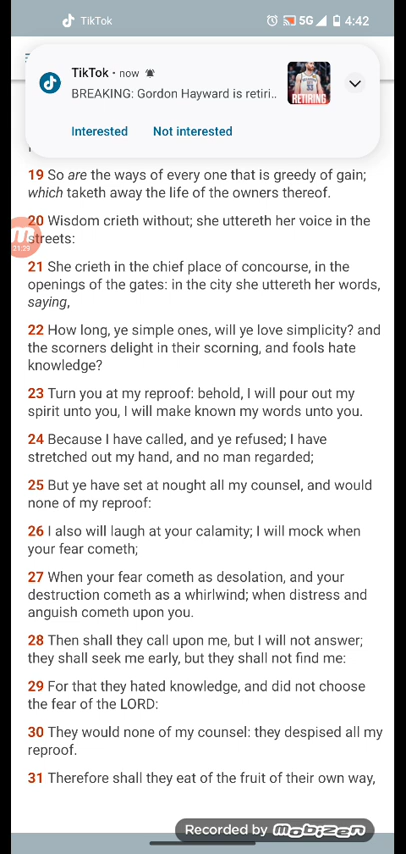 TikTok
5G 4:42
TikTok • now
BREAKING: Gordon Hayward is retiri..
RETIRING
Interested Not interested
19 So are the ways of every one that is greedy of gain;
which taketh away the life of the owners thereof.
20 Wisdom crieth without; she uttereth her voice in the
streets:
21:29
21 She crieth in the chief place of concourse, in the
openings of the gates: in the city she uttereth her words,
saying,
22 How long, ye simple ones, will ye love simplicity? and
the scorners delight in their scorning, and fools hate
knowledge?
23 Turn you at my reproof: behold, I will pour out my
spirit unto you, I will make known my words unto you.
24 Because I have called, and ye refused; I have
stretched out my hand, and no man regarded;
25 But ye have set at nought all my counsel, and would
none of my reproof:
26 I also will laugh at your calamity; I will mock when
your fear cometh;
27 When your fear cometh as desolation, and your
destruction cometh as a whirlwind; when distress and
anguish cometh upon you.
28 Then shall they call upon me, but I will not answer;
they shall seek me early, but they shall not find me:
29 For that they hated knowledge, and did not choose
the fear of the LORD:
30 They would none of my counsel: they despised all my
reproof.
31 Therefore shall they eat of the fruit of their own way,
Recorded by mobizen